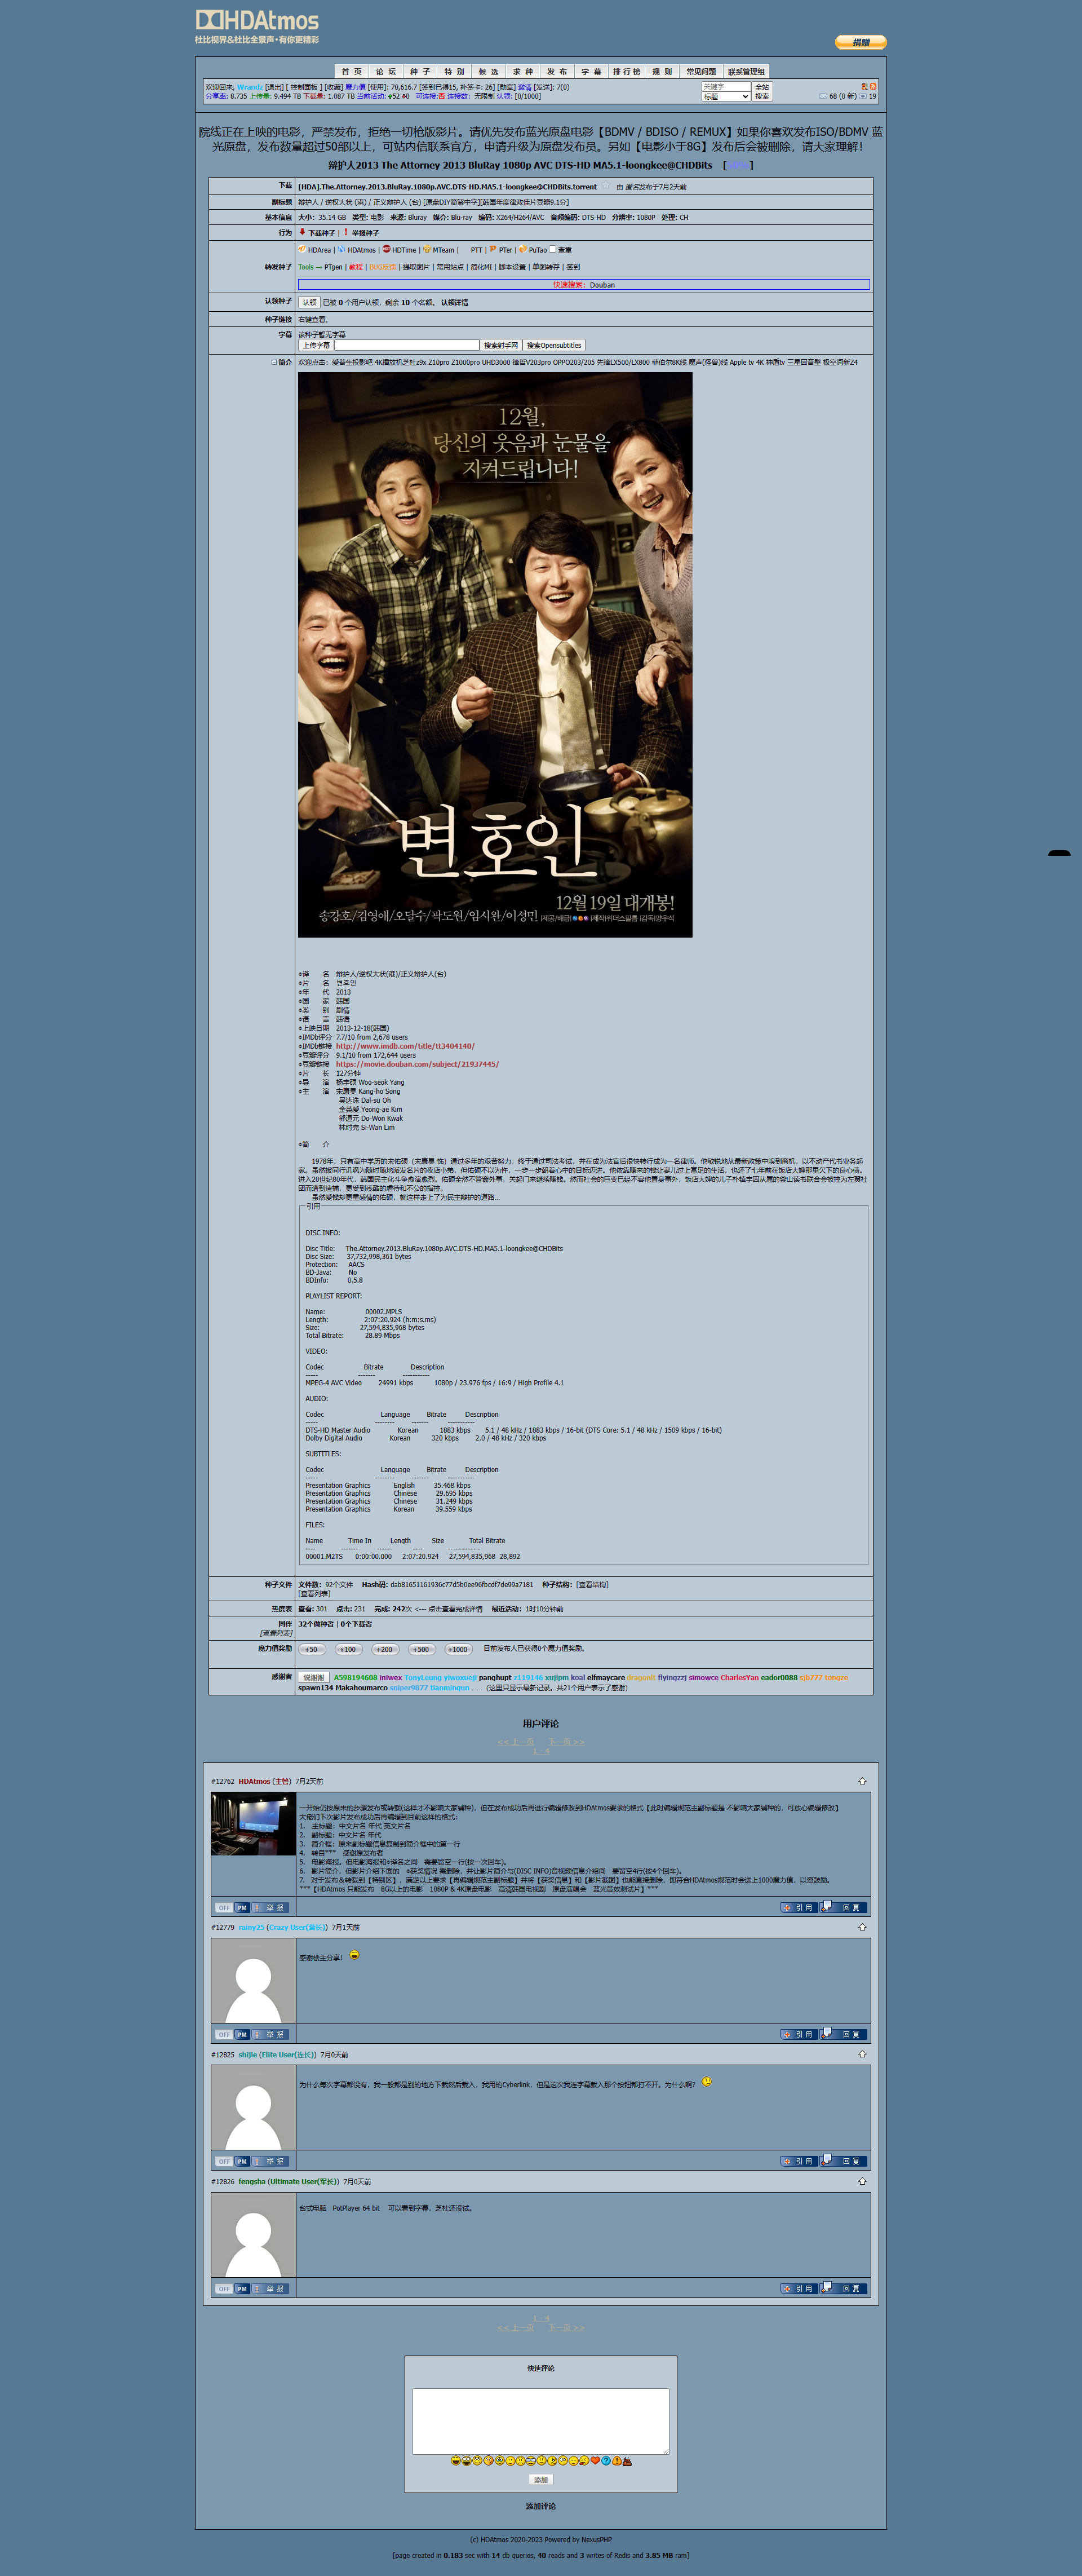 HDAtmos
杜比视界&杜比全景声·有你更精彩
捐赠
首 页 论 坛 种 子 特 别 候 选 求 种 发 布 字 幕 排 行 榜 规 则 常见问题 联系管理组
欢迎回来, Wrandz [退出] [ 控制面板 ] [收藏] 魔力值 [使用]: 70,616.7 [签到已得15, 补签卡: 26] [勋章] 邀请 [发送]: 7(0)
分享率: 8.735 上传量: 9.494 TB 下载量: 1.087 TB 当前活动: 52 0 可连接:否 连接数: 无限制 认领: [0/1000]
关键字 全站
标题 搜索
68 (0 新) 19
院线正在上映的电影，严禁发布，拒绝一切枪版影片。请优先发布蓝光原盘电影【BDMV / BDISO / REMUX】如果你喜欢发布ISO/BDMV 蓝
光原盘，发布数量超过50部以上，可站内信联系官方，申请升级为原盘发布员。另如【电影小于8G】发布后会被删除，请大家理解！
辩护人2013 The Attorney 2013 BluRay 1080p AVC DTS-HD MA5.1-loongkee@CHDBits
下载 [HDA].The.Attorney.2013.BluRay.1080p.AVC.DTS-HD.MA5.1-loongkee@CHDBits.torrent 由 匿名发布于7月2天前
副标题 辩护人 / 逆权大状 (港) / 正义辩护人 (台) [原盘DIY简繁中字][韩国年度律政佳片豆瓣9.1分]
基本信息 大小: 35.14 GB 类型: 电影 来源: Bluray 媒介: Blu-ray 编码: X264/H264/AVC 音频编码: DTS-HD 分辨率: 1080P 处理: CH
行为 下载种子 | 举报种子
HDArea | HDAtmos | HDTime | MTeam | PTT | PTer | PuTao 查重
转发种子 Tools → PTgen | 教程 | BUG反馈 | 提取图片 | 常用站点 | 简化MI | 脚本设置 | 单图转存 | 签到
快速搜索: Douban
认领种子 认领 已被 0 个用户认领，剩余 10 个名额。 认领详情
种子链接 右键查看。
字幕 该种子暂无字幕
上传字幕 搜索射手网 搜索Opensubtitles
简介 欢迎点击：爱普生投影吧 4K播放机芝杜z9x Z10pro Z1000pro UHD3000 锋哲V203pro OPPO203/205 先锋LX500/LX800 菲伯尔8K线 魔声(怪兽)线 Apple tv 4K 神盾tv 三星回音壁 极空间新Z4
12월,
당신의 웃음과 눈물을
지켜드립니다!
변호인
12월 19일 대개봉!
송강호/김영애/오달수/곽도원/임시완/이성민
◎译　　名　辩护人/逆权大状(港)/正义辩护人(台)
◎片　　名　변호인
◎年　　代　2013
◎国　　家　韩国
◎类　　别　剧情
◎语　　言　韩语
◎上映日期　2013-12-18(韩国)
◎IMDb评分　7.7/10 from 2,678 users
◎IMDb链接　http://www.imdb.com/title/tt3404140/
◎豆瓣评分　9.1/10 from 172,644 users
◎豆瓣链接　https://movie.douban.com/subject/21937445/
◎片　　长　127分钟
◎导　　演　杨宇硕 Woo-seok Yang
◎主　　演　宋康昊 Kang-ho Song
吴达洙 Dal-su Oh
金英爱 Yeong-ae Kim
郭道元 Do-Won Kwak
林时完 Si-Wan Lim
◎简　　介
1978年，只有高中学历的宋佑硕（宋康昊 饰）通过多年的艰苦努力，终于通过司法考试，并在成为法官后很快转行成为一名律师。他敏锐地从最新政策中嗅到商机，以不动产代书业务起
家。虽然被同行讥讽为随时随地派发名片的夜店小弟，但佑硕不以为忤，一步一步朝着心中的目标迈进。他依靠赚来的钱让妻儿过上富足的生活，也还了七年前在饭店大婶那里欠下的良心债。
进入20世纪80年代，韩国民主化斗争愈演愈烈。佑硕全然不管窗外事，关起门来继续赚钱。然而社会的巨变已经不容他置身事外，饭店大婶的儿子朴镇宇因从属的釜山读书联合会被控为左翼社
团而遭到逮捕，更受到残酷的虐待和不公的指控。
虽然爱钱却更重感情的佑硕，就这样走上了为民主辩护的道路…
引用
DISC INFO:
Disc Title: The.Attorney.2013.BluRay.1080p.AVC.DTS-HD.MA5.1-loongkee@CHDBits
Disc Size: 37,732,998,361 bytes
Protection: AACS
BD-Java: No
BDInfo: 0.5.8
PLAYLIST REPORT:
Name: 00002.MPLS
Length: 2:07:20.924 (h:m:s.ms)
Size: 27,594,835,968 bytes
Total Bitrate: 28.89 Mbps
VIDEO:
Codec Bitrate Description
----- ------- -----------
MPEG-4 AVC Video 24991 kbps 1080p / 23.976 fps / 16:9 / High Profile 4.1
AUDIO:
Codec Language Bitrate Description
----- -------- ------- -----------
DTS-HD Master Audio Korean 1883 kbps 5.1 / 48 kHz / 1883 kbps / 16-bit (DTS Core: 5.1 / 48 kHz / 1509 kbps / 16-bit)
Dolby Digital Audio Korean 320 kbps 2.0 / 48 kHz / 320 kbps
SUBTITLES:
Codec Language Bitrate Description
----- -------- ------- -----------
Presentation Graphics English 35.468 kbps
Presentation Graphics Chinese 29.695 kbps
Presentation Graphics Chinese 31.249 kbps
Presentation Graphics Korean 39.559 kbps
FILES:
Name Time In Length Size Total Bitrate
---- ------- ------ ---- -------------
00001.M2TS 0:00:00.000 2:07:20.924 27,594,835,968 28,892
种子文件 文件数: 92个文件 Hash码: dab81651161936c77d5b0ee96fbcdf7de99a7181 种子结构: [查看结构]
[查看列表]
热度表 查看: 301 点击: 231 完成: 242次 <--- 点击查看完成详情 最近活动: 1时10分钟前
同伴 32个做种者 | 0个下载者
[查看列表]
魔力值奖励 +50 +100 +200 +500 +1000 目前发布人已获得0个魔力值奖励。
感谢者 说谢谢 A598194608 iniwex TonyLeung yiwoxueji panghupt z119146 xujipm koal elfmaycare dragonlt flyingzzj simowce CharlesYan eador0088 sjb777 tongze
spawn134 Makahoumarco sniper9877 tianminqun ...... (这里只显示最新记录。共21个用户表示了感谢)
用户评论
<< 上一页 下一页 >>
1 - 4
#12762 HDAtmos (主管) 7月2天前
一开始仍按原来的步骤发布或转载(这样才不影响大家辅种)，但在发布成功后再进行编辑修改到HDAtmos要求的格式【此时编辑规范主副标题是 不影响大家辅种的，可放心编辑修改】
大佬们下次影片发布成功后再编辑到目前这样的格式：
1. 主标题：中文片名 年代 英文片名
2. 副标题：中文片名 年代
3. 简介框：原来副标题信息复制到简介框中的第一行
4. 转自*** 感谢原发布者
5. 电影海报，但电影海报和◎译名之间 需要留空一行(按一次回车)。
6. 影片简介，但影片介绍下面的 ◎获奖情况 需删除，并让影片简介与(DISC INFO)音视频信息介绍间 要留空4行(按4个回车)。
7. 对于发布＆转载到【特别区】，满足以上要求【再编辑规范主副标题】并将【获奖信息】和【影片截图】也能直接删除，即符合HDAtmos规范时会送上1000魔力值，以资鼓励。
***【HDAtmos 只能发布 8G以上的电影 1080P & 4K原盘电影 高清韩国电视剧 原盘演唱会 蓝光音效测试片】***
OFF PM 举 报 引 用 回 复
#12779 rainy25 (Crazy User(营长)) 7月1天前
感谢楼主分享！
OFF PM 举 报 引 用 回 复
#12825 shijie (Elite User(连长)) 7月0天前
为什么每次字幕都没有，我一般都是别的地方下载然后载入，我用的Cyberlink，但是这次我连字幕载入那个按钮都打不开。为什么啊？
OFF PM 举 报 引 用 回 复
#12826 fengsha (Ultimate User(军长)) 7月0天前
台式电脑 PotPlayer 64 bit 可以看到字幕，芝杜还没试。
OFF PM 举 报 引 用 回 复
1 - 4
<< 上一页 下一页 >>
快速评论
添加
添加评论
(c) HDAtmos 2020-2023 Powered by NexusPHP
[page created in 0.183 sec with 14 db queries, 40 reads and 3 writes of Redis and 3.85 MB ram]